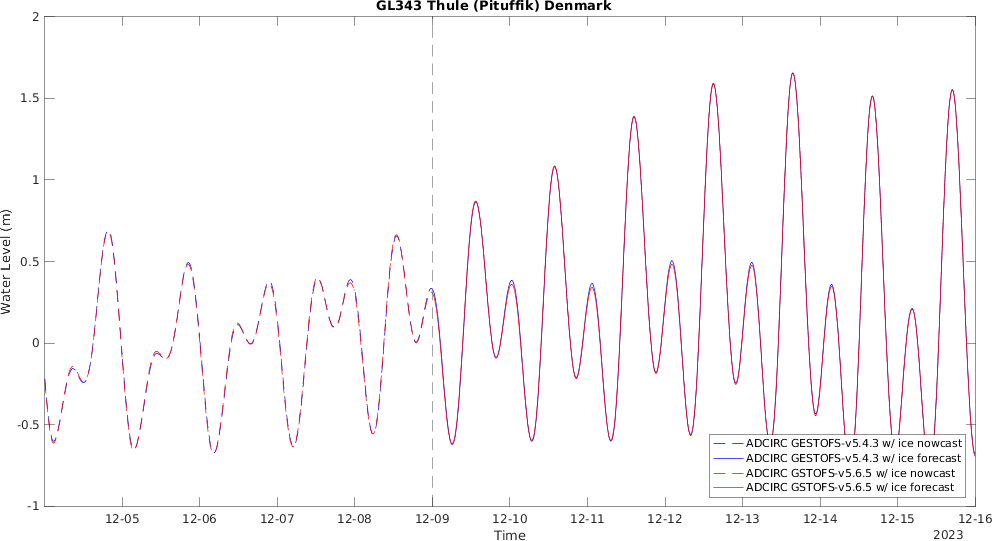 GL343 Thule (Pituffik) Denmark
2
1.5
1
0.5
0
-0.5
-1
Water Level (m)
ADCIRC GESTOFS-v5.4.3 w/ ice nowcast
ADCIRC GESTOFS-v5.4.3 w/ ice forecast
ADCIRC GSTOFS-v5.6.5 w/ ice nowcast
ADCIRC GSTOFS-v5.6.5 w/ ice forecast
12-05 12-06 12-07 12-08 12-09 12-10 12-11 12-12 12-13 12-14 12-15 12-16
Time
2023